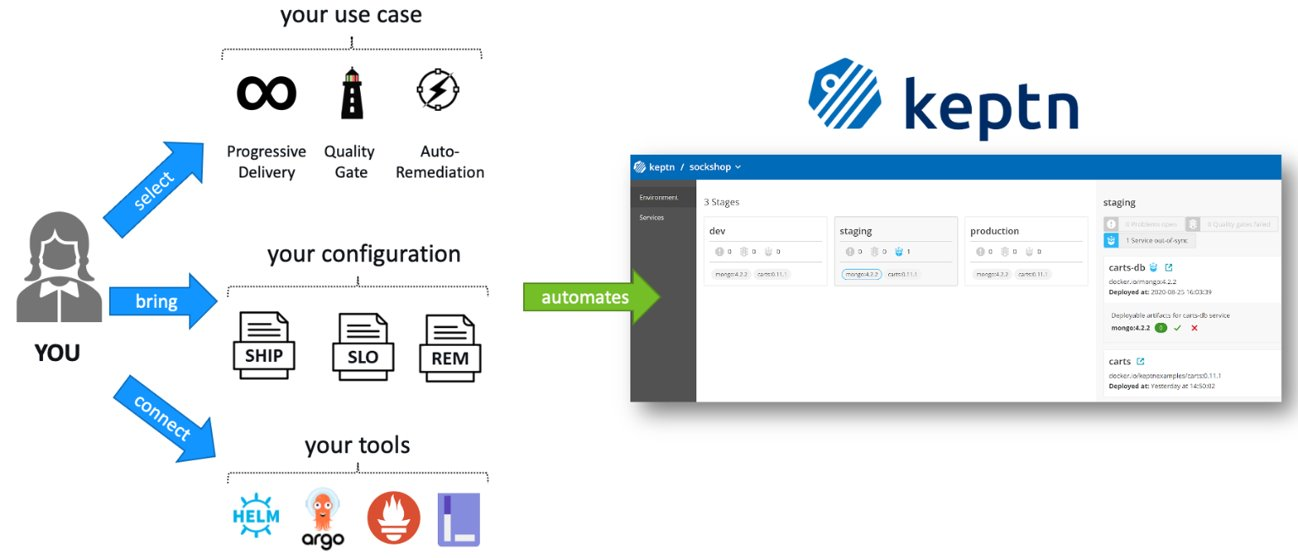 your use case
Progressive
Delivery
Quality
Gate
Auto-
Remediation
select
your configuration
bring
SHIP
SLO
REM
YOU
connect
your tools
HELM
argo
automates
keptn
keptn / sockshop
Environment
Services
3 Stages
dev
0 0 0
mongo:4.2.2 carts:0.11.1
staging
0 0 1
mongo:4.2.2 carts:0.11.1
production
0 0 0
mongo:4.2.2 carts:0.11.1
staging
0 Problems open
0 Quality gates failed
1 Service out-of-sync
carts-db
docker.io/mongo:4.2.2
Deployed at: 2020-08-25 16:03:39
Deployable artifacts for carts-db service
mongo:4.2.2
carts
docker.io/keptnexamples/carts:0.11.1
Deployed at: Yesterday at 14:50:02